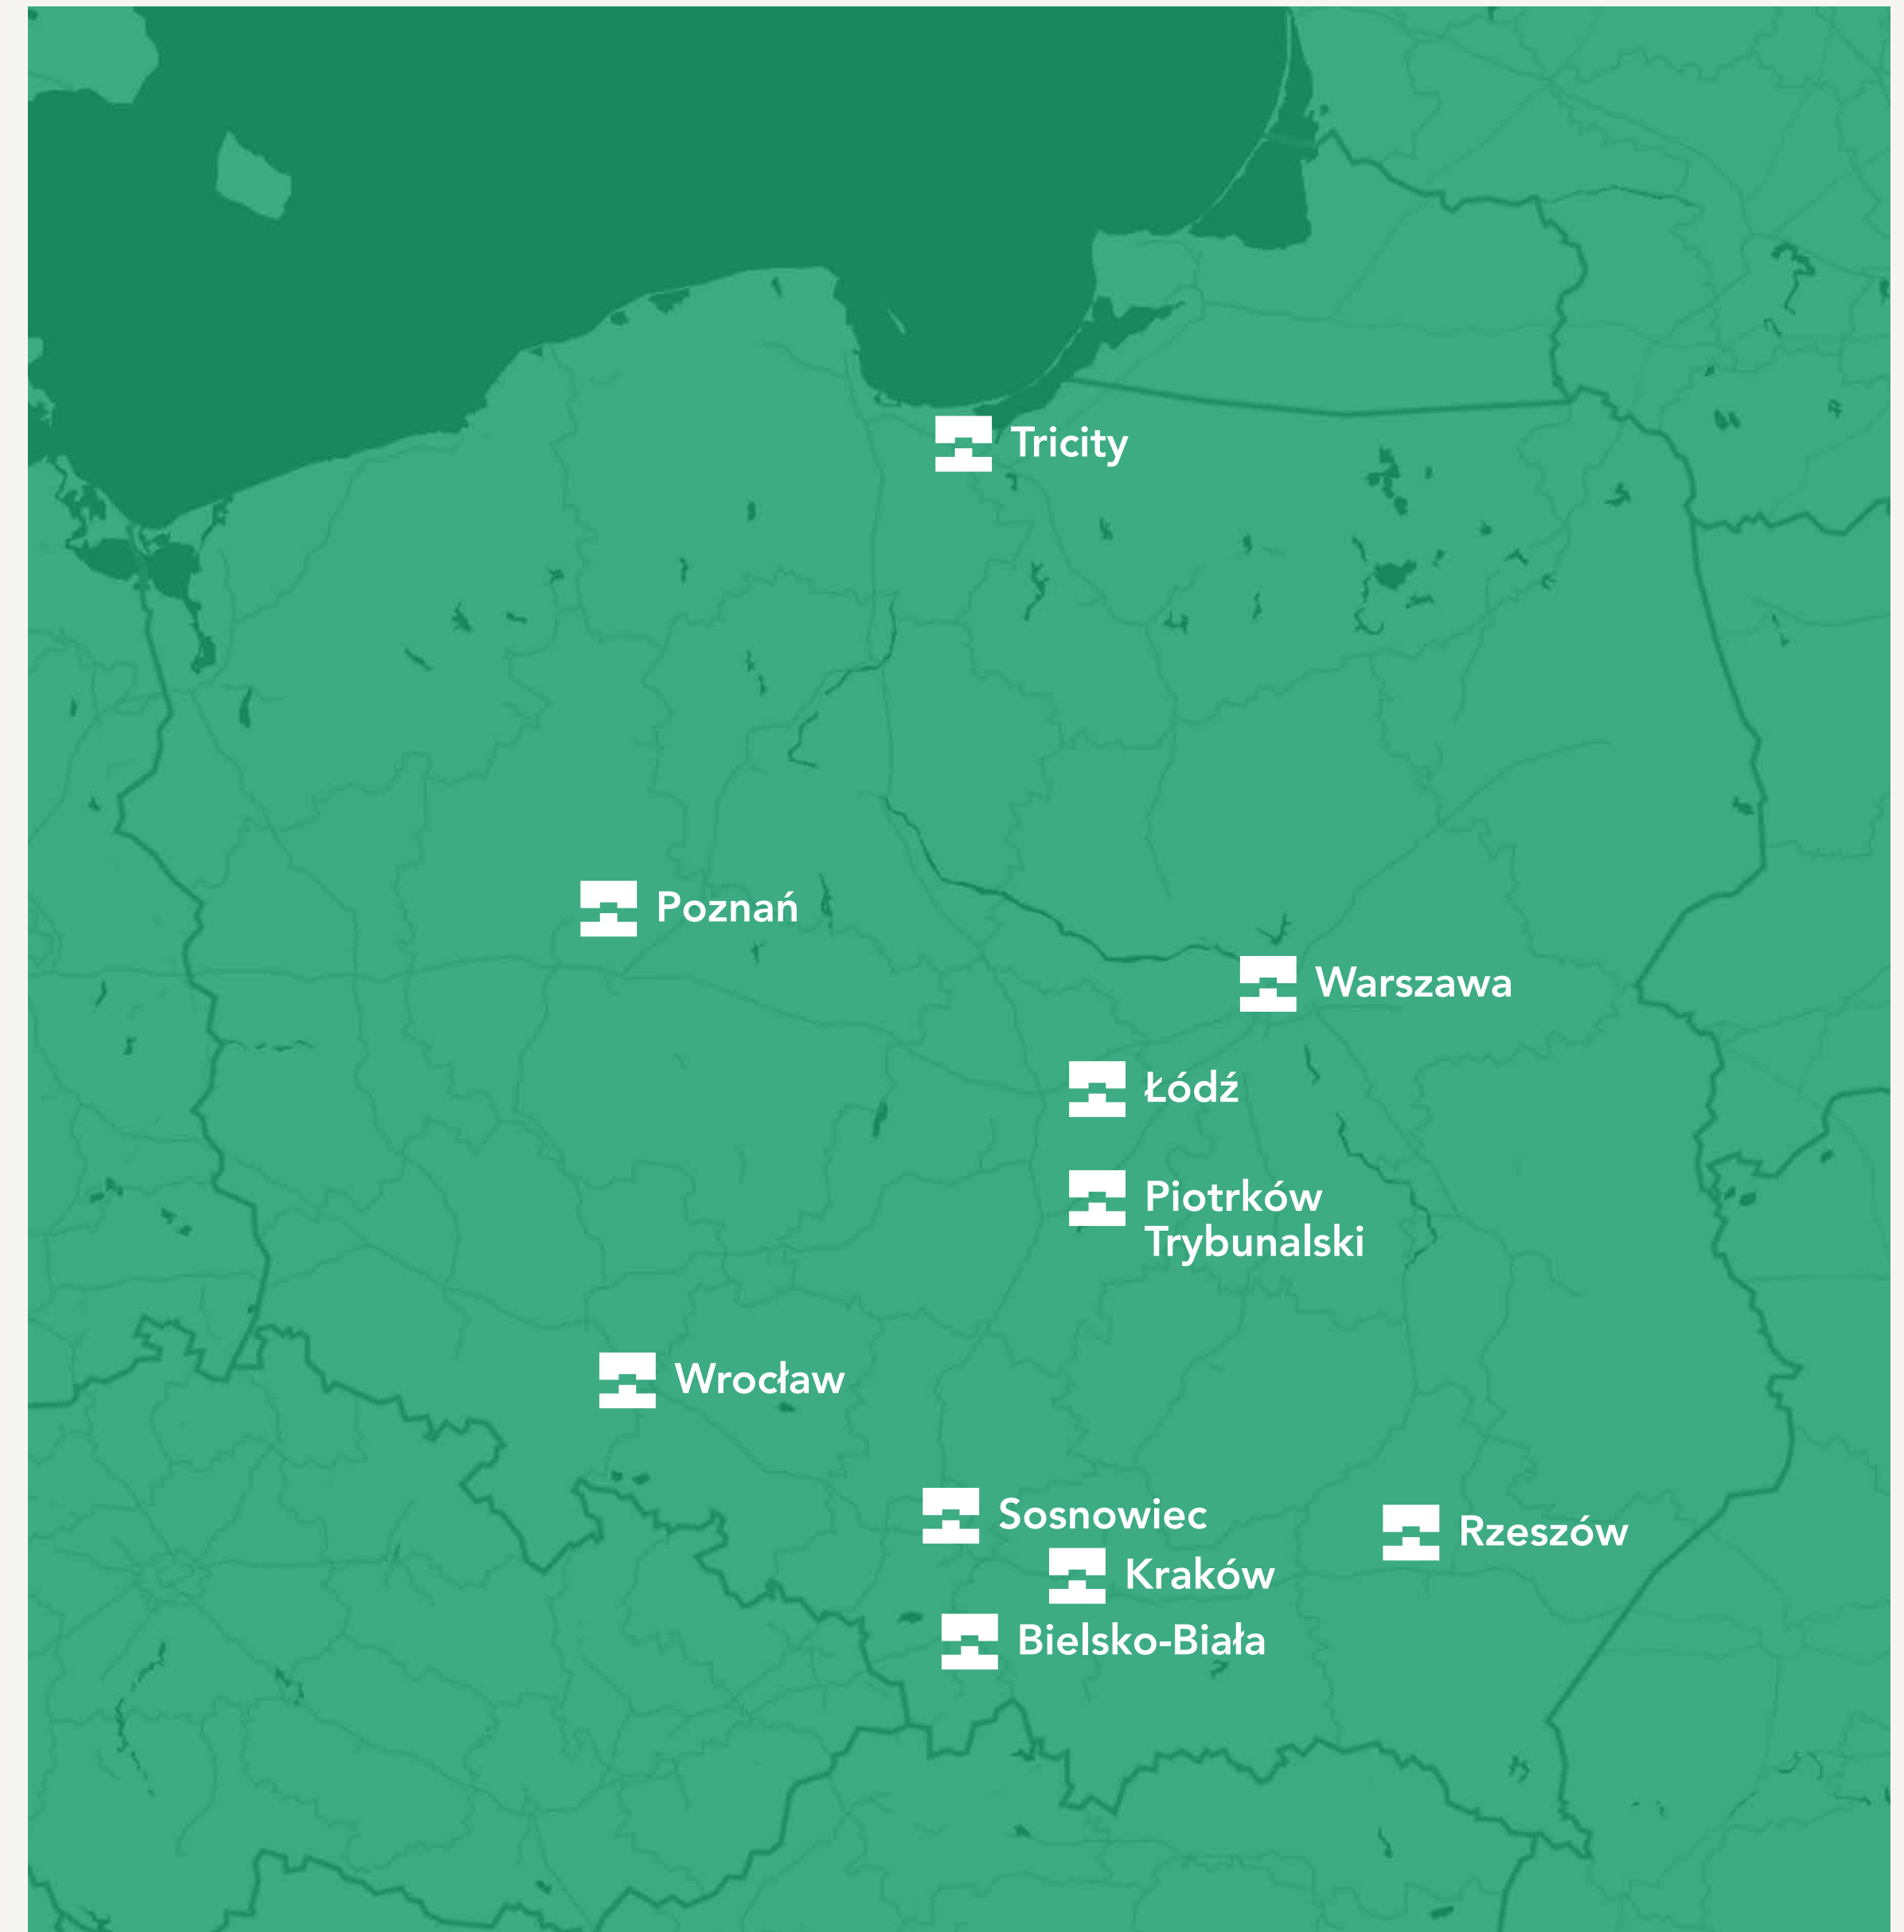 Tricity
Poznań
Warszawa
Łódź
Piotrków
Trybunalski
Wrocław
Sosnowiec
Rzeszów
Kraków
Bielsko-Biała